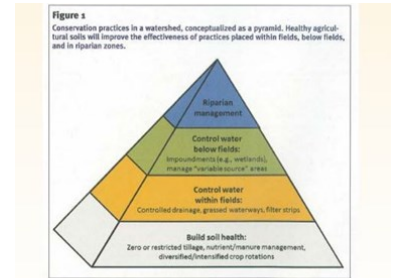 Figure 1
Conservation practices in a watershed, conceptualized as a pyramid. Healthy agricul-
tural soils will improve the effectiveness of practices placed within fields, below fields,
and in riparian zones.
Riparian
management
Control water
below fields:
Impoundments (e.g., wetlands),
manage "variable source" areas
Control water
within fields:
Controlled drainage, grassed waterways, filter strips
Build soil health:
Zero or restricted tillage, nutrient/manure management,
diversified/intensified crop rotations